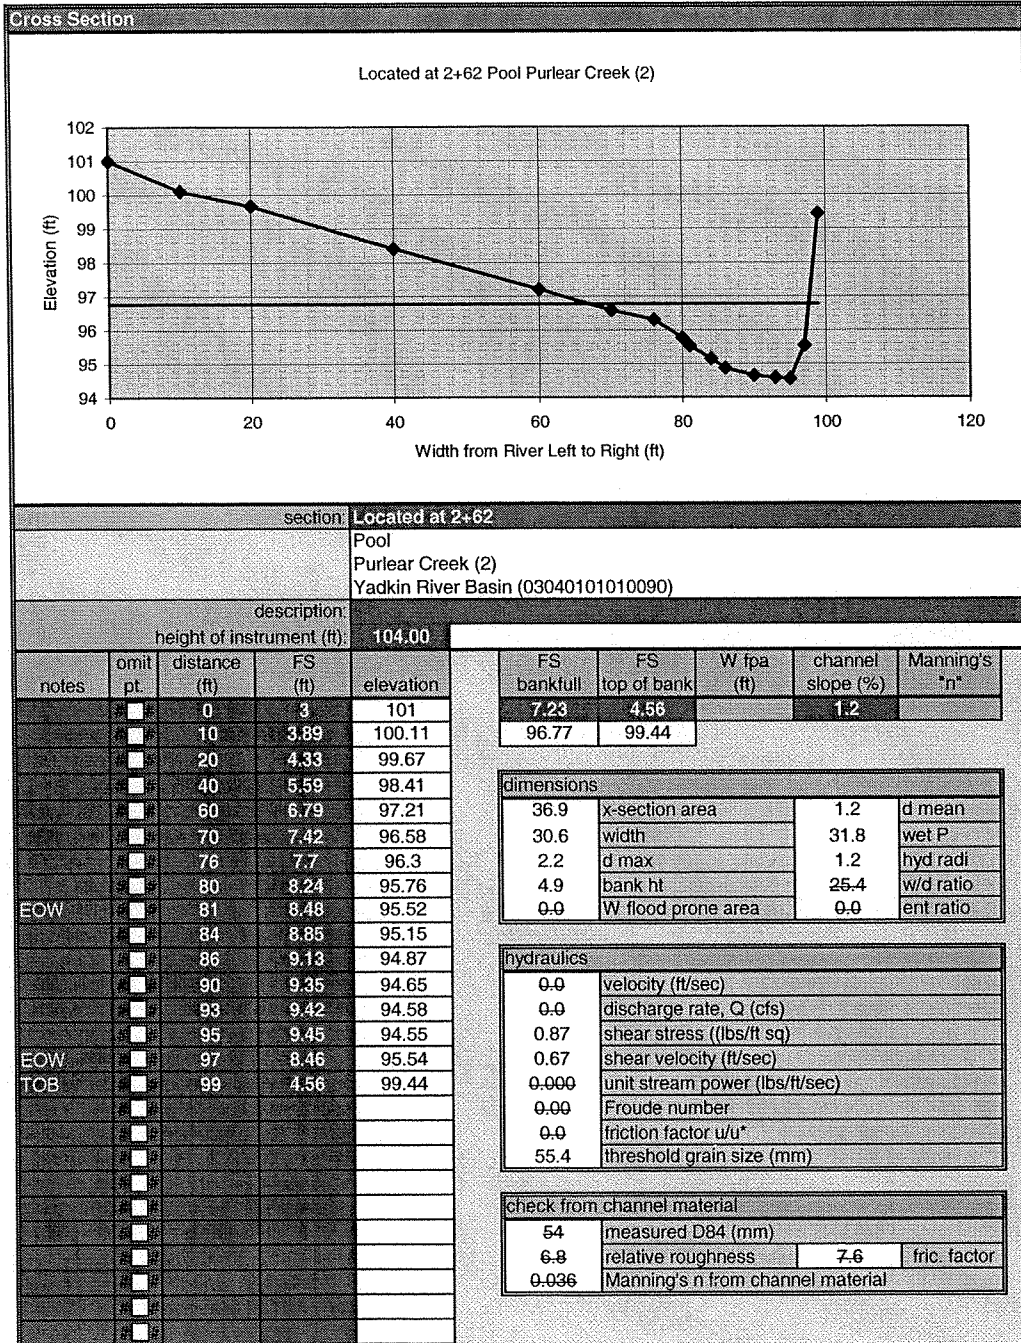 Cross Section
Located at 2+62 Pool Purlear Creek (2)
102
101
100
99
98
97
96
95
94
Elevation (ft)
0 20 40 60 80 100 120
Width from River Left to Right (ft)
section: Located at 2+62
Pool
Purlear Creek (2)
Yadkin River Basin (03040101010090)
description:
height of instrument (ft): 104.00
notes omit pt. distance (ft) FS (ft) elevation
# # 0 3 101
# # 10 3.89 100.11
# # 20 4.33 99.67
# # 40 5.59 98.41
# # 60 6.79 97.21
# # 70 7.42 96.58
# # 76 7.7 96.3
# # 80 8.24 95.76
EOW # # 81 8.48 95.52
# # 84 8.85 95.15
# # 86 9.13 94.87
# # 90 9.35 94.65
# # 93 9.42 94.58
# # 95 9.45 94.55
EOW # # 97 8.46 95.54
TOB # # 99 4.56 99.44
# #
# #
# #
# #
# #
# #
# #
# #
# #
FS bankfull FS top of bank W fpa (ft) channel slope (%) Manning's "n"
7.23 4.56 1.2
96.77 99.44
dimensions
36.9 x-section area 1.2 d mean
30.6 width 31.8 wet P
2.2 d max 1.2 hyd radi
4.9 bank ht 25.4 w/d ratio
0.0 W flood prone area 0.0 ent ratio
hydraulics
0.0 velocity (ft/sec)
0.0 discharge rate, Q (cfs)
0.87 shear stress ((lbs/ft sq)
0.67 shear velocity (ft/sec)
0.000 unit stream power (lbs/ft/sec)
0.00 Froude number
0.0 friction factor u/u*
55.4 threshold grain size (mm)
check from channel material
54 measured D84 (mm)
6.8 relative roughness 7.6 fric. factor
0.036 Manning's n from channel material